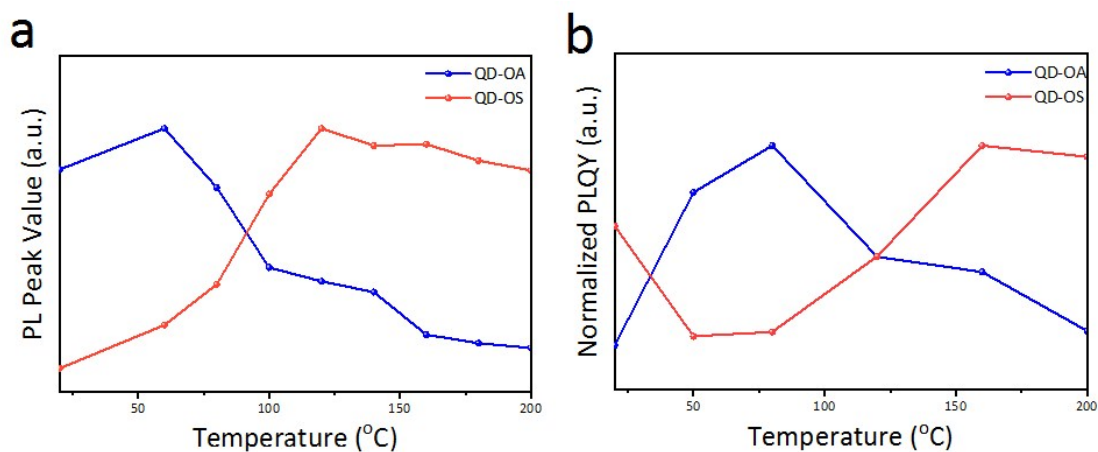 a
QD-OA
QD-OS
PL Peak Value (a.u.)
50
100
150
200
Temperature (°C)
b
QD-OA
QD-OS
Normalized PLQY (a.u.)
50
100
150
200
Temperature (°C)